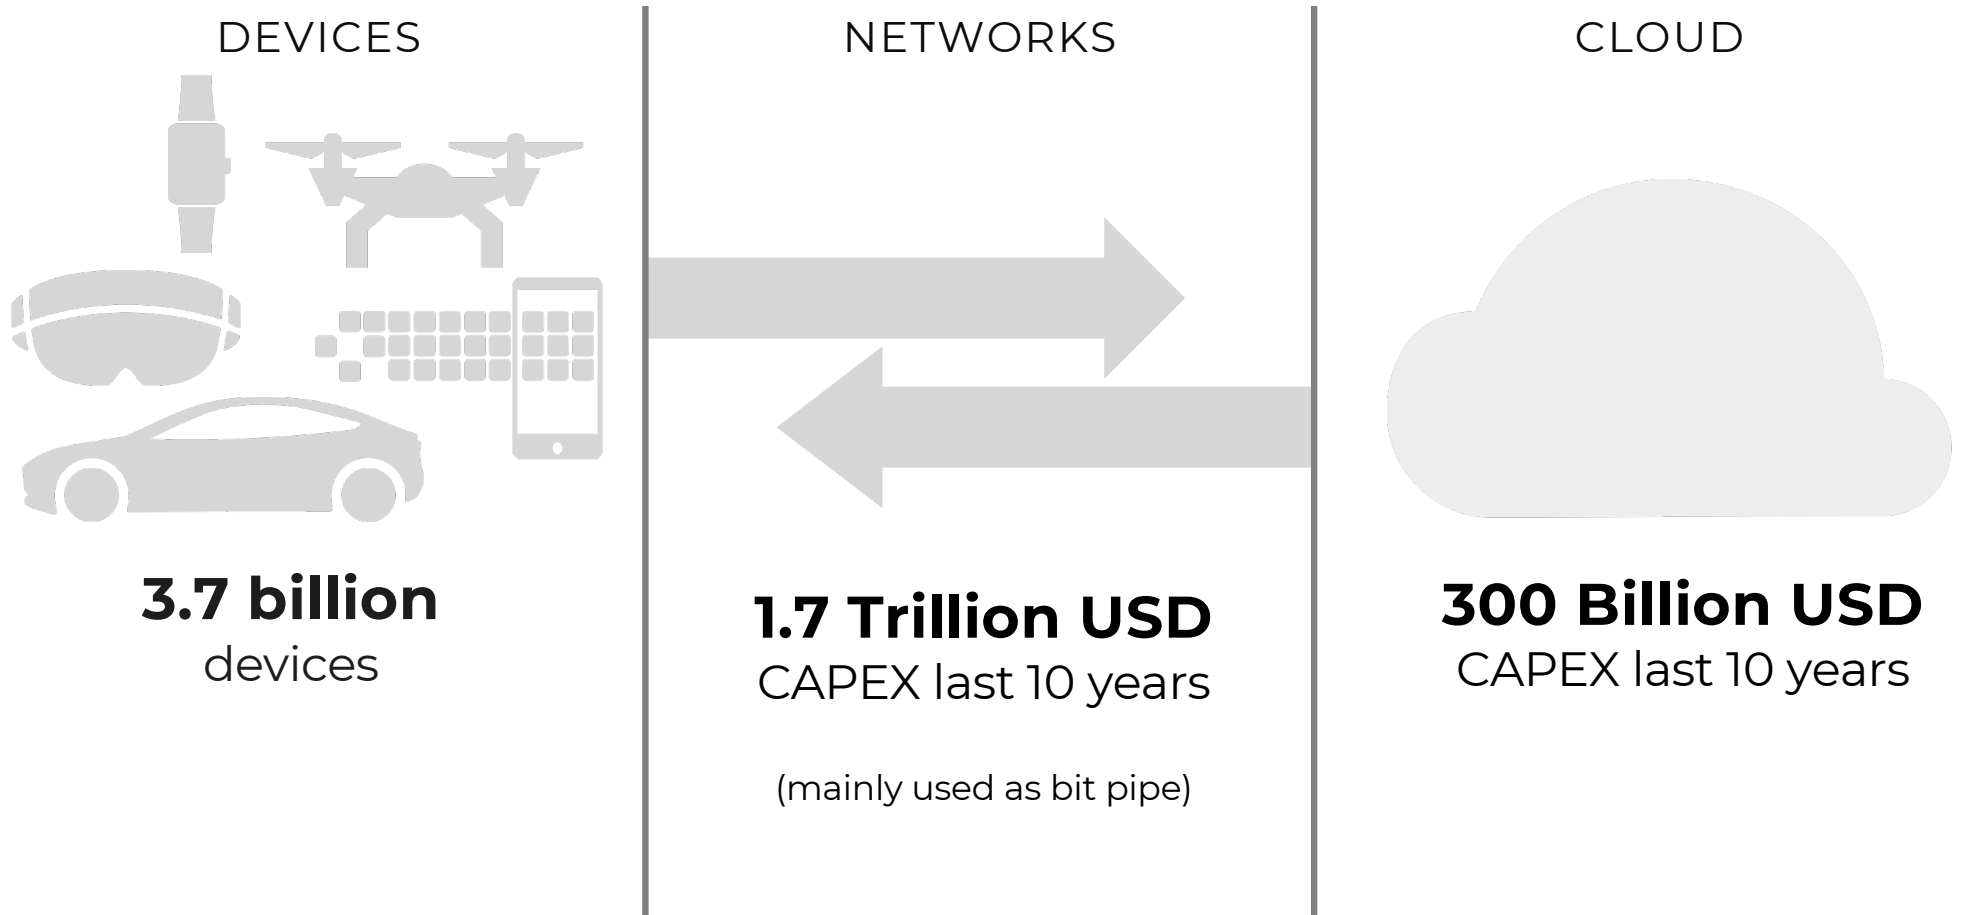 DEVICES
NETWORKS
CLOUD
3.7 billion
devices
1.7 Trillion USD
CAPEX last 10 years
(mainly used as bit pipe)
300 Billion USD
CAPEX last 10 years